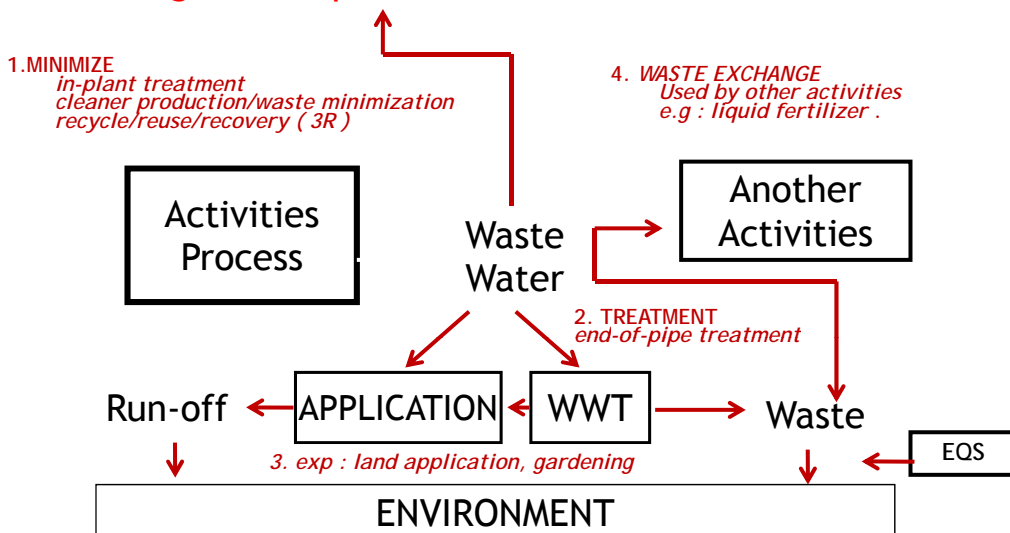 1.MINIMIZE
in-plant treatment
cleaner production/waste minimization
recycle/reuse/recovery ( 3R )
4. WASTE EXCHANGE
Used by other activities
e.g : liquid fertilizer .
Activities
Process
Waste
Water
Another
Activities
2. TREATMENT
end-of-pipe treatment
Run-off
APPLICATION
WWT
Waste
3. exp : land application, gardening
EQS
ENVIRONMENT